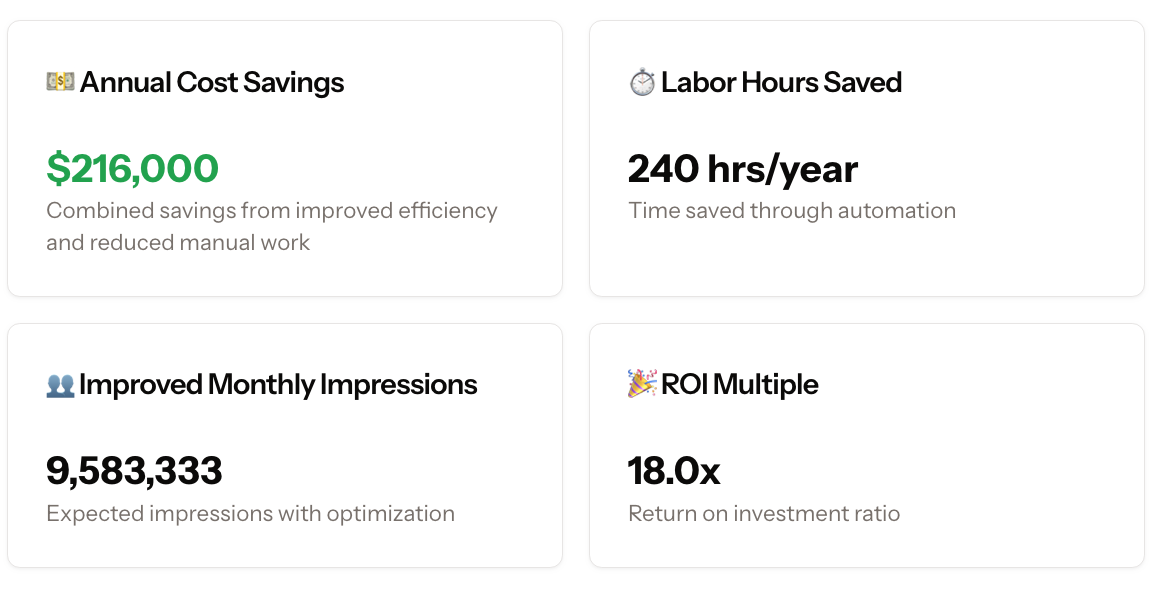 💵 Annual Cost Savings
$216,000
Combined savings from improved efficiency
and reduced manual work
⏱️ Labor Hours Saved
240 hrs/year
Time saved through automation
👥 Improved Monthly Impressions
9,583,333
Expected impressions with optimization
🎉 ROI Multiple
18.0x
Return on investment ratio